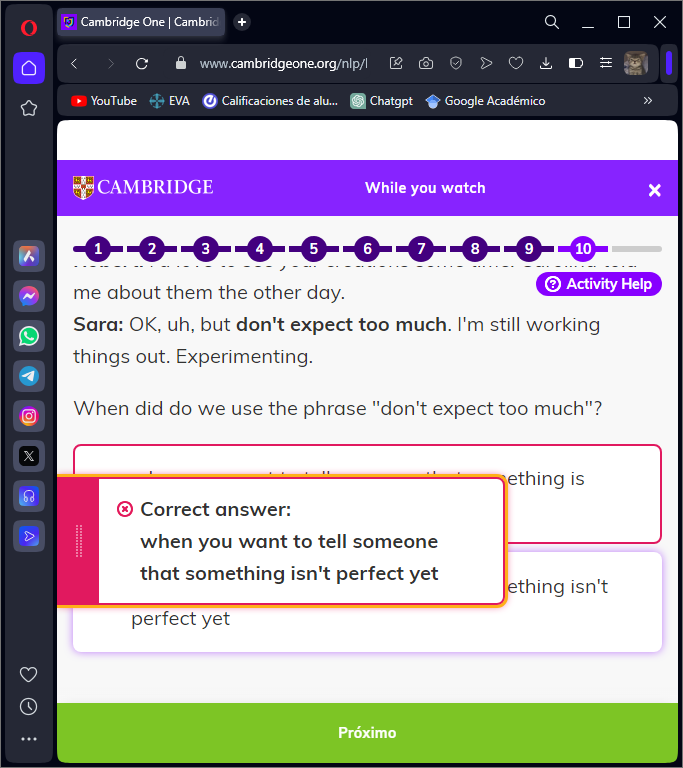 Cambridge One | Cambrid
www.cambridgeone.org/nlp/l
YouTube
EVA
Calificaciones de alu...
Chatgpt
Google Académico
»
CAMBRIDGE
While you watch
1 2 3 4 5 6 7 8 9 10
Activity Help
me about them the other day.
Sara: OK, uh, but don't expect too much. I'm still working
things out. Experimenting.
When did do we use the phrase "don't expect too much"?
ething is
Correct answer:
when you want to tell someone
that something isn't perfect yet
ething isn't
perfect yet
Próximo